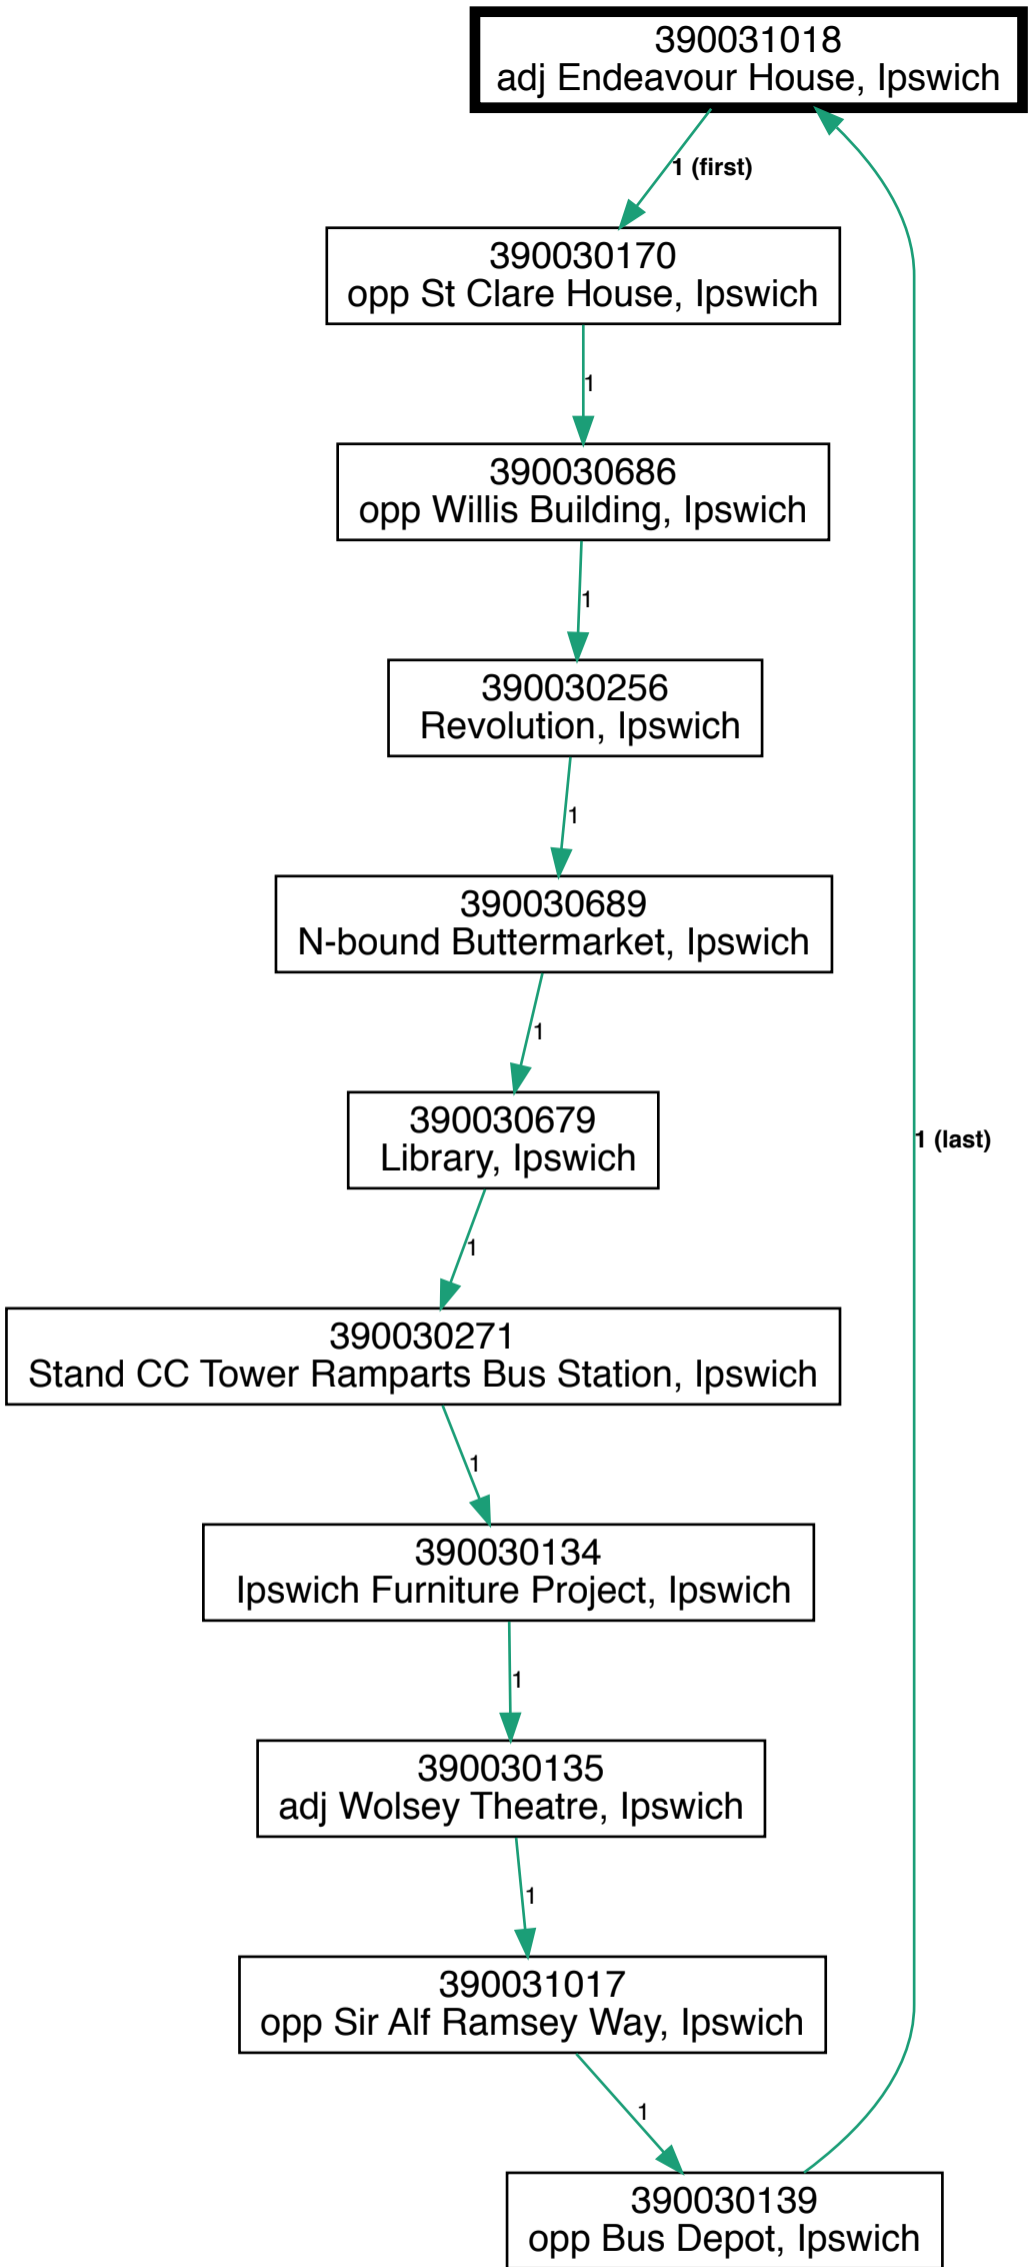 390031018
adj Endeavour House, Ipswich
1 (first)
390030170
opp St Clare House, Ipswich
1
390030686
opp Willis Building, Ipswich
1
390030256
Revolution, Ipswich
1
390030689
N-bound Buttermarket, Ipswich
1
390030679
Library, Ipswich
1 (last)
1
390030271
Stand CC Tower Ramparts Bus Station, Ipswich
1
390030134
Ipswich Furniture Project, Ipswich
1
390030135
adj Wolsey Theatre, Ipswich
1
390031017
opp Sir Alf Ramsey Way, Ipswich
1
390030139
opp Bus Depot, Ipswich